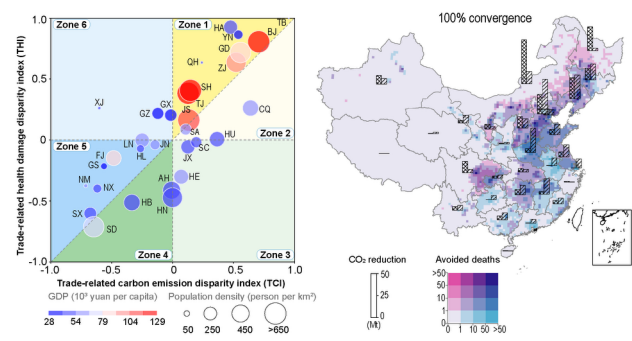 Zone 6
Zone 1
TB
HA
YN
BJ
GD
QH
ZJ
SH
XJ
GX
TJ
GZ
JS
CQ
SA
HU
Zone 2
Zone 5
LN
JN
SC
FJ
HL
JX
GS
NM
NX
AH
HE
SX
HB
HN
SD
Zone 4
Zone 3
1.0
0.5
0
-0.5
-1.0
-1.0
-0.5
0
0.5
1.0
Trade-related health damage disparity index (THI)
Trade-related carbon emission disparity index (TCI)
GDP (10³ yuan per capita)
28 54 79 104 129
Population density (person per km²)
50 250 450 >650
100% convergence
CO₂ reduction
50
25
0
(Mt)
Avoided deaths
>50
50
10
1
0
0 1 10 50 >50